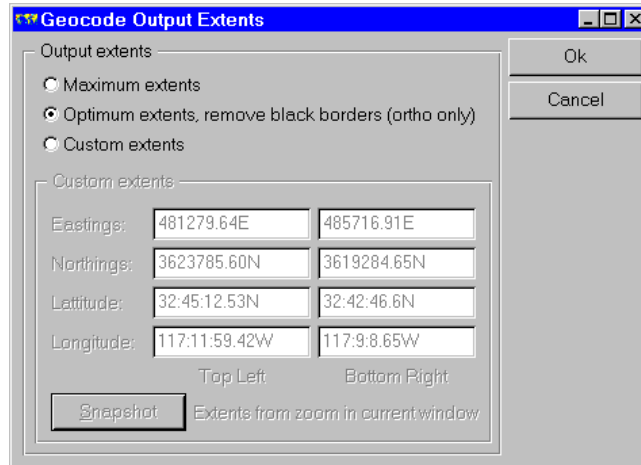 Geocode Output Extents
Output extents
Ok
Maximum extents
Cancel
Optimum extents, remove black borders (ortho only)
Custom extents
Custom extents
Eastings: 481279.64E 485716.91E
Northings: 3623785.60N 3619284.65N
Lattitude: 32:45:12.53N 32:42:46.6N
Longitude: 117:11:59.42W 117:9:8.65W
Top Left Bottom Right
Snapshot Extents from zoom in current window